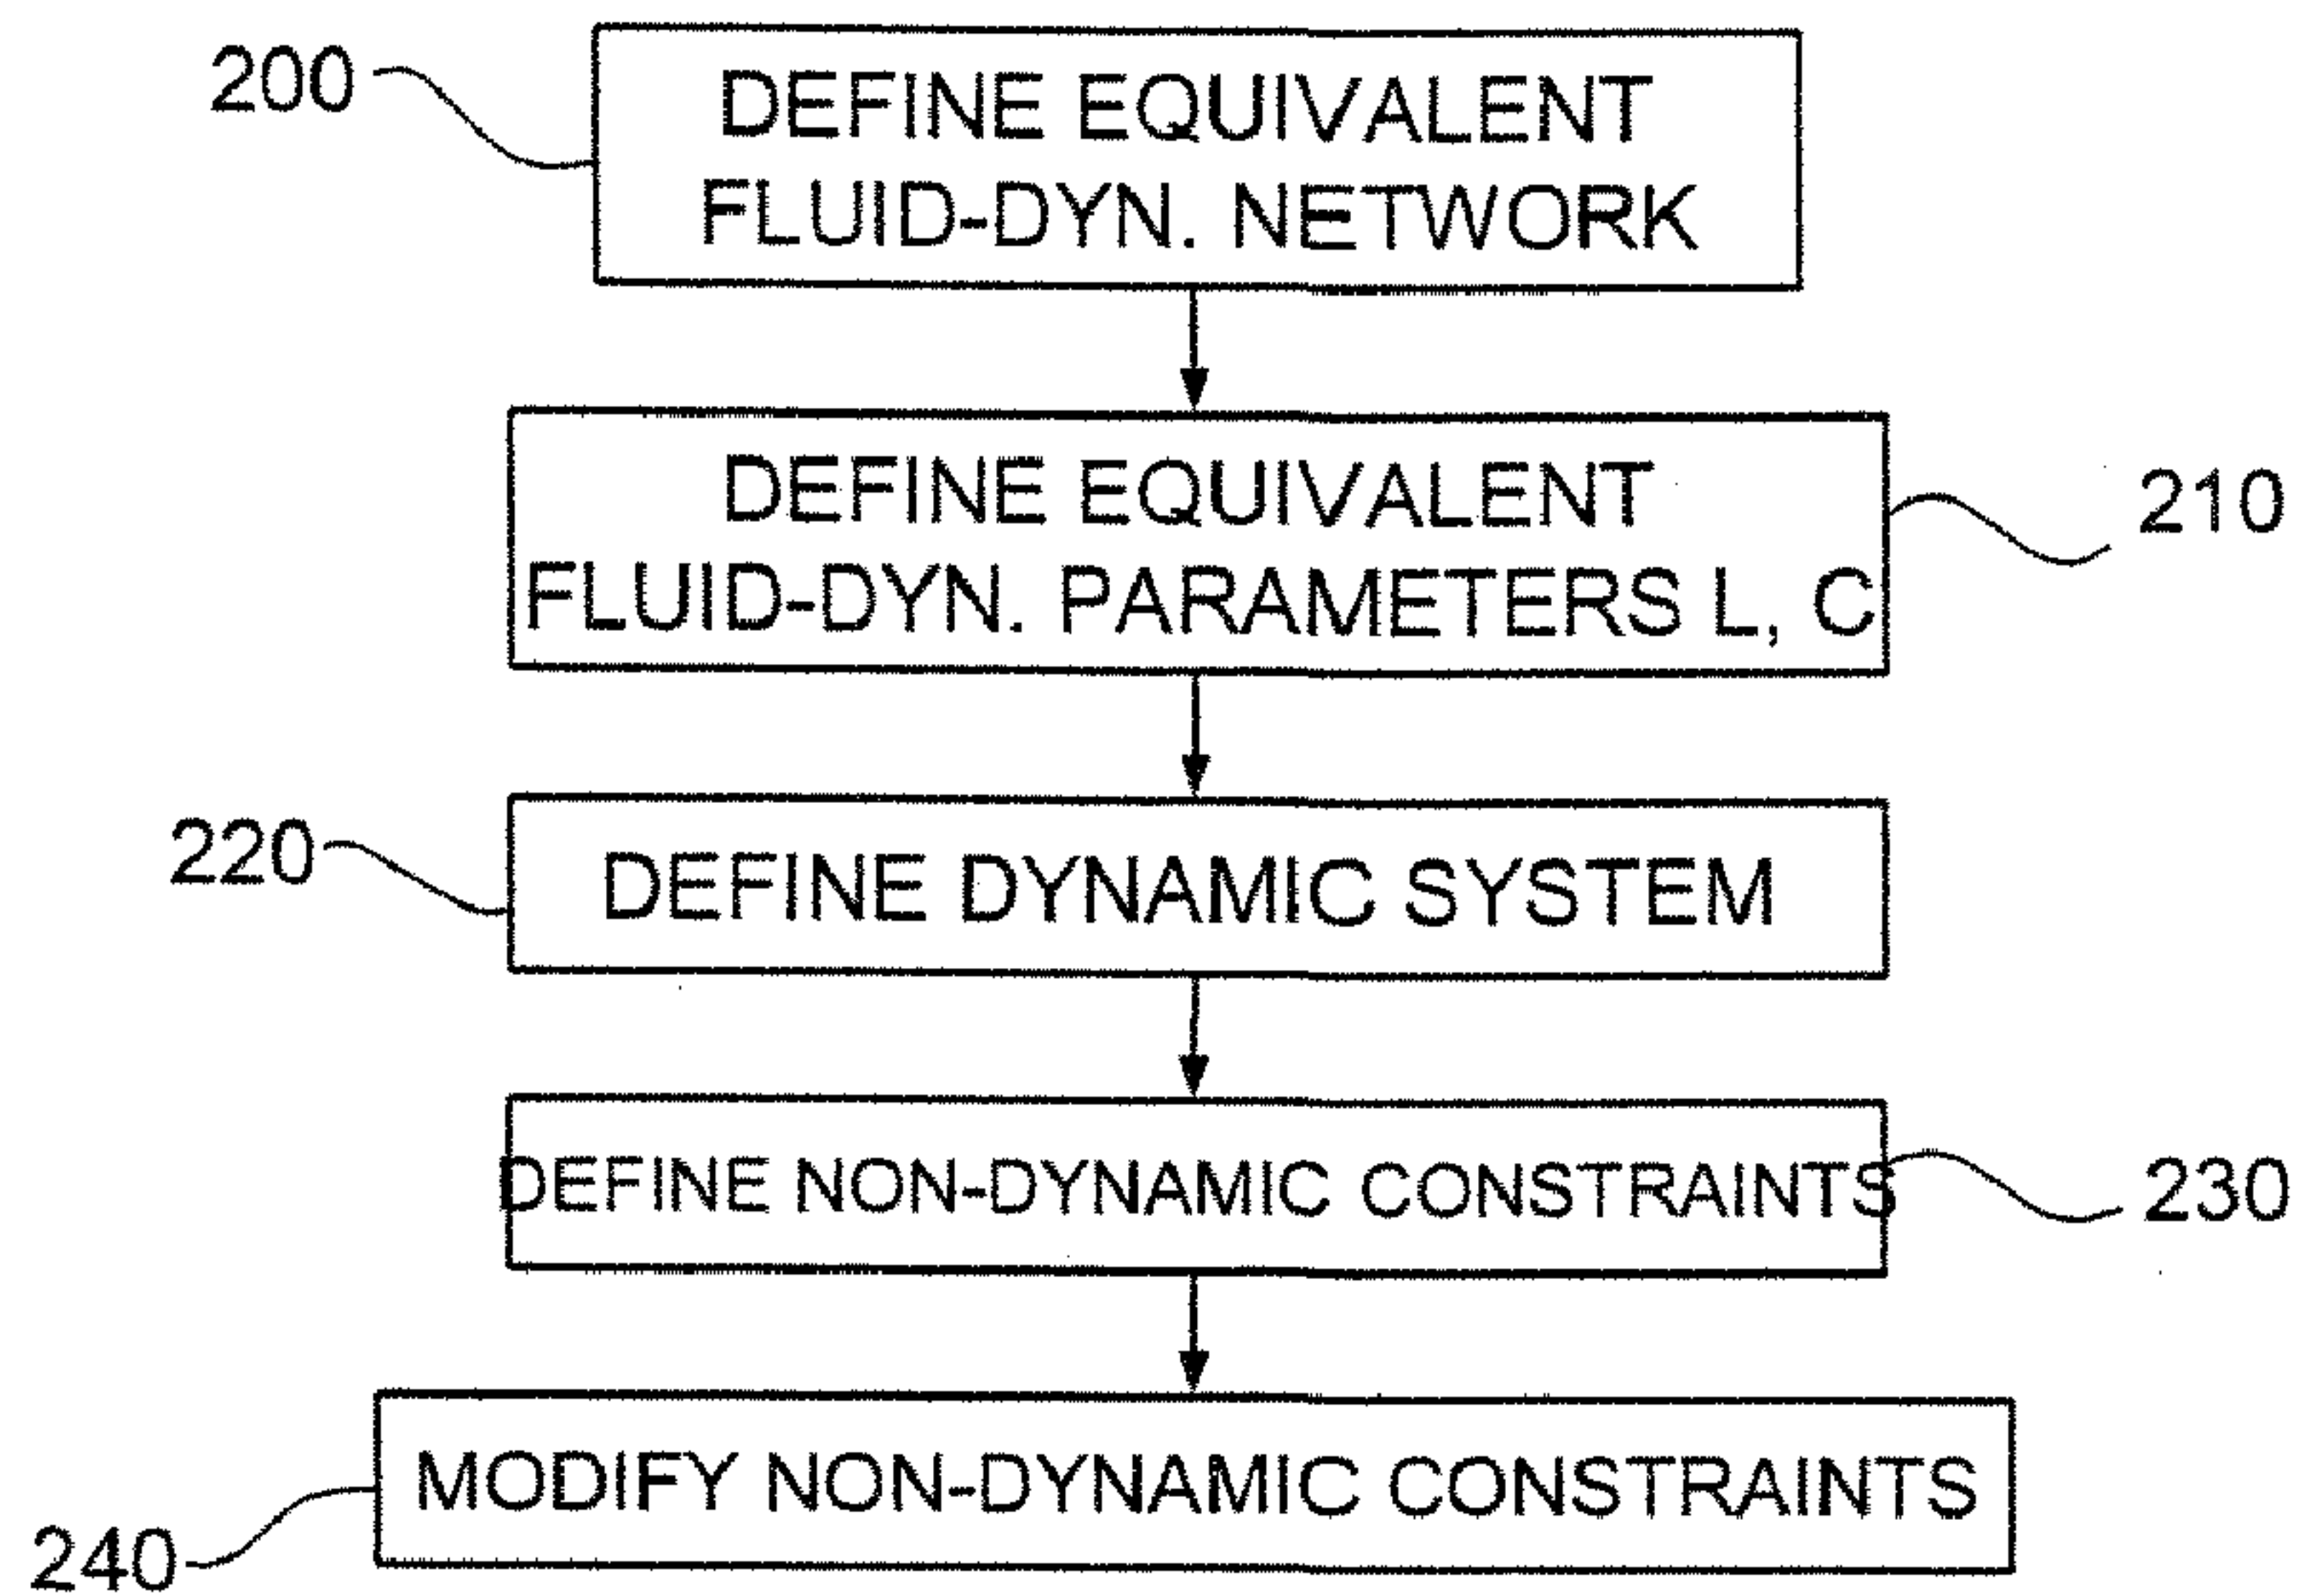 200
DEFINE EQUIVALENT
FLUID-DYN. NETWORK
DEFINE EQUIVALENT
FLUID-DYN. PARAMETERS L, C
210
220
DEFINE DYNAMIC SYSTEM
DEFINE NON-DYNAMIC CONSTRAINTS
230
MODIFY NON-DYNAMIC CONSTRAINTS
240